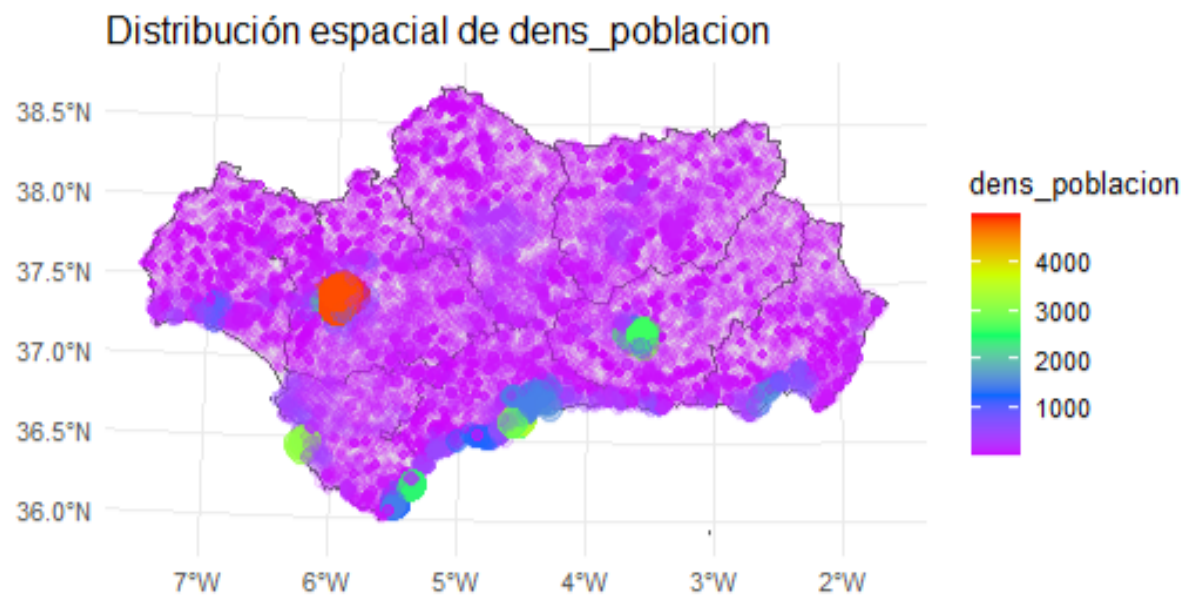 Distribución espacial de dens_poblacion
38.5°N
38.0°N
37.5°N
37.0°N
36.5°N
36.0°N
7°W
6°W
5°W
4°W
3°W
2°W
dens_poblacion
4000
3000
2000
1000